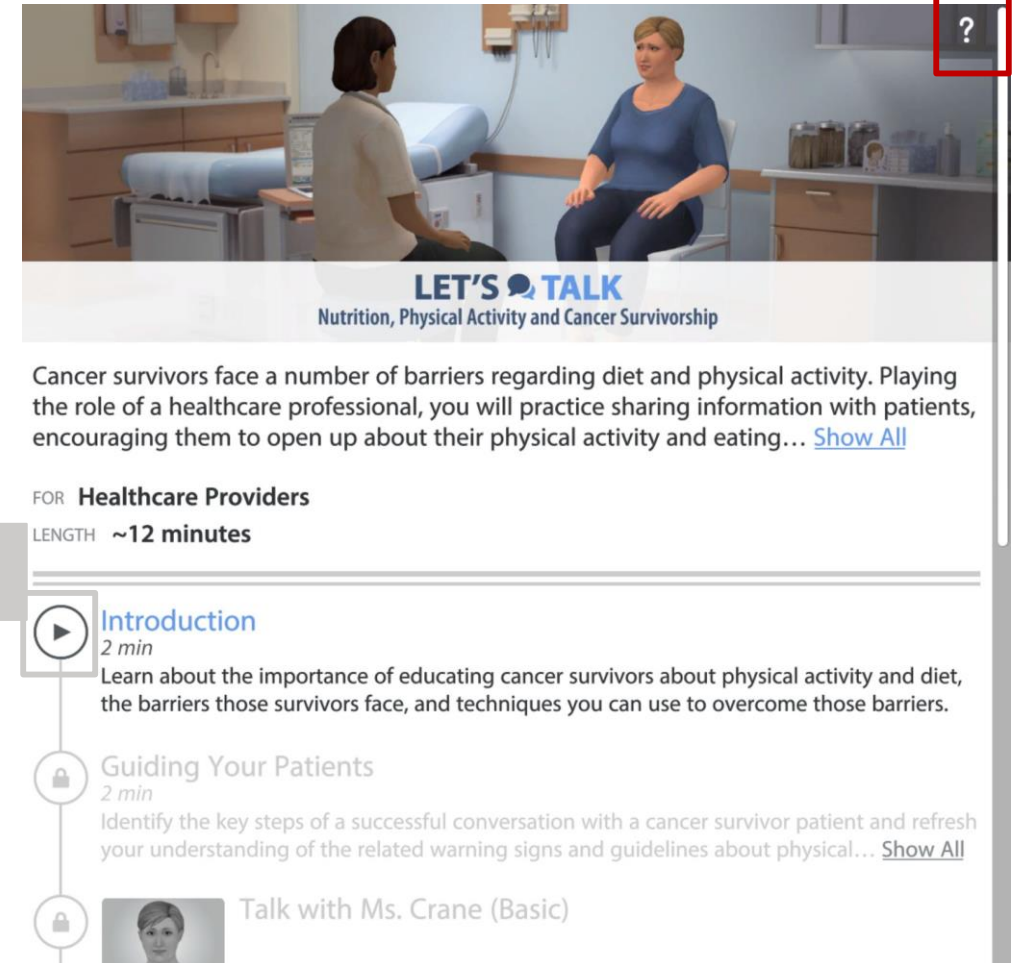 ?
LET'S TALK
Nutrition, Physical Activity and Cancer Survivorship
Cancer survivors face a number of barriers regarding diet and physical activity. Playing
the role of a healthcare professional, you will practice sharing information with patients,
encouraging them to open up about their physical activity and eating... Show All
FOR Healthcare Providers
LENGTH ~12 minutes
Introduction
2 min
Learn about the importance of educating cancer survivors about physical activity and diet,
the barriers those survivors face, and techniques you can use to overcome those barriers.
Guiding Your Patients
2 min
Identify the key steps of a successful conversation with a cancer survivor patient and refresh
your understanding of the related warning signs and guidelines about physical... Show All
Talk with Ms. Crane (Basic)